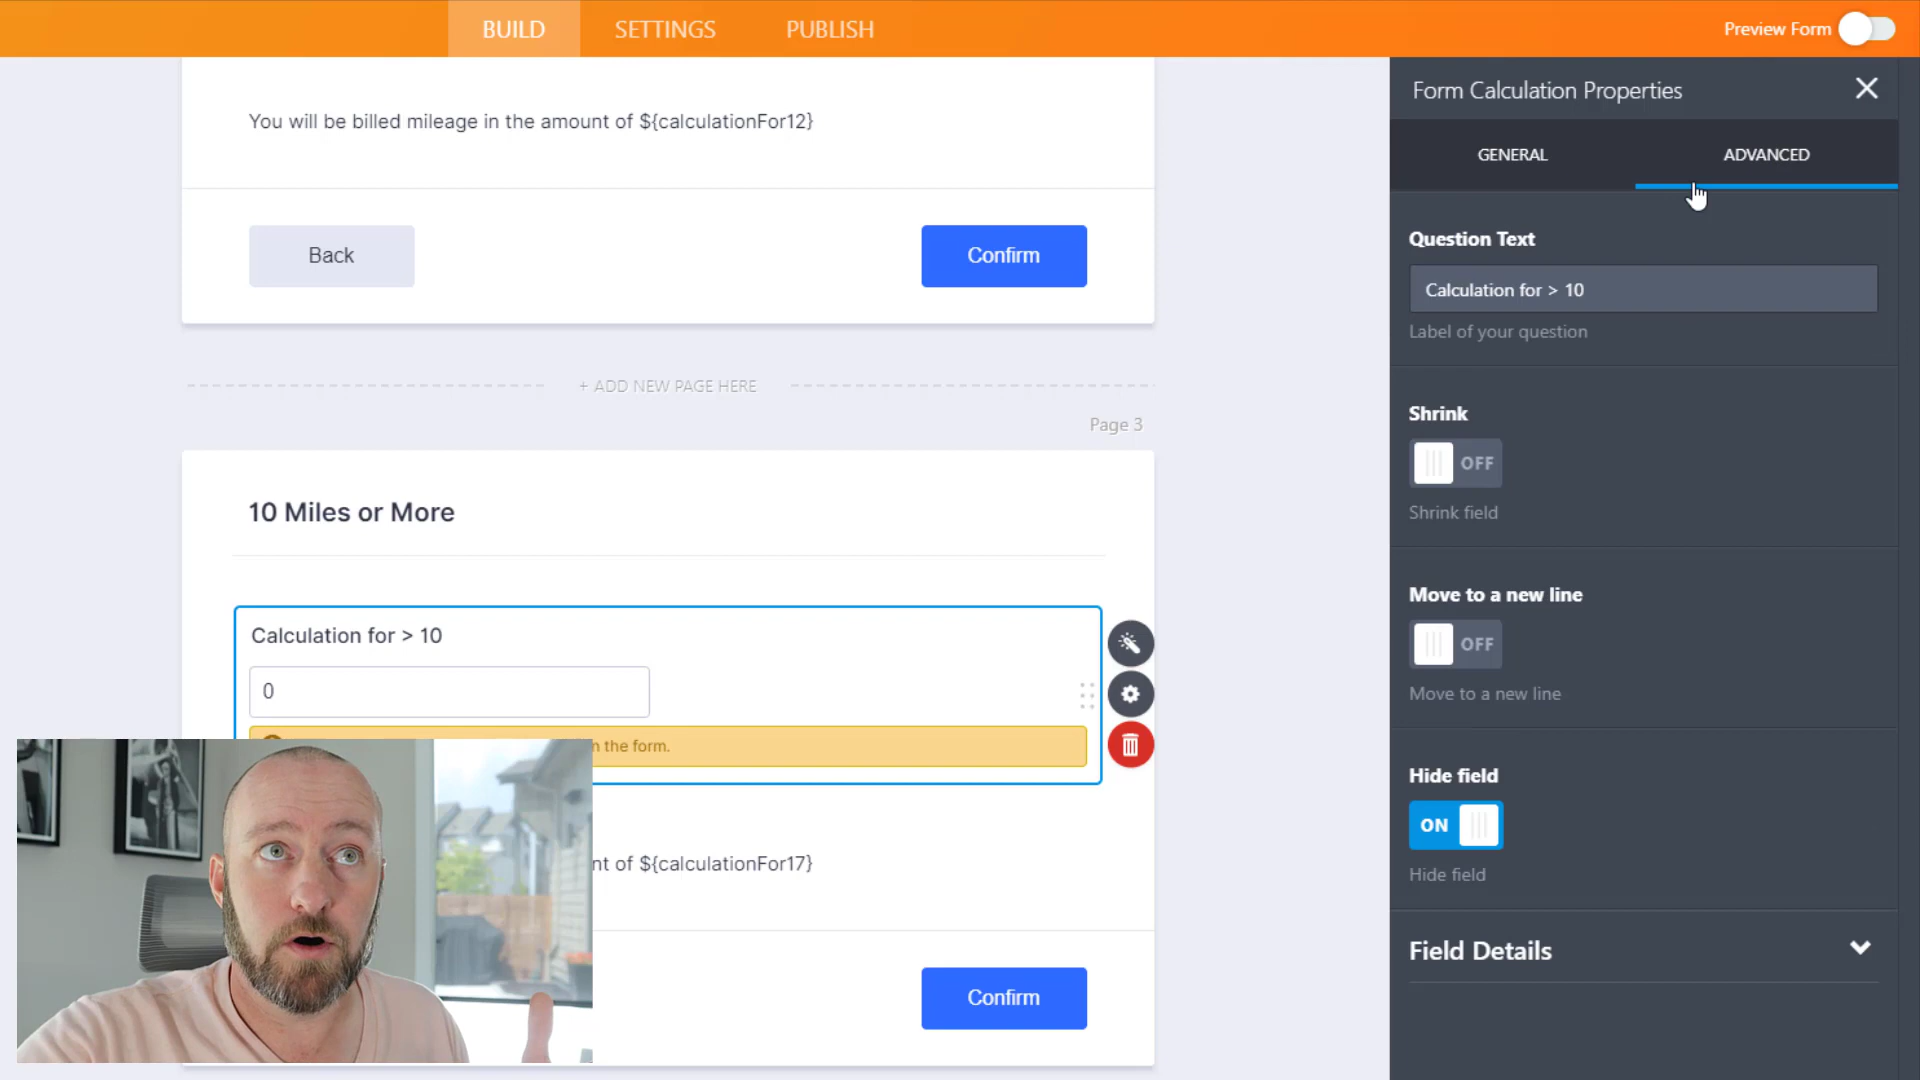 BUILD
SETTINGS
PUBLISH
Preview Form
You will be billed mileage in the amount of ${calculationFor12}
Back
Confirm
+ ADD NEW PAGE HERE
Page 3
10 Miles or More
Calculation for > 10
0
the form.
nt of ${calculationFor17}
Confirm
Form Calculation Properties
GENERAL
ADVANCED
Question Text
Calculation for > 10
Label of your question
Shrink
OFF
Shrink field
Move to a new line
OFF
Move to a new line
Hide field
ON
Hide field
Field Details